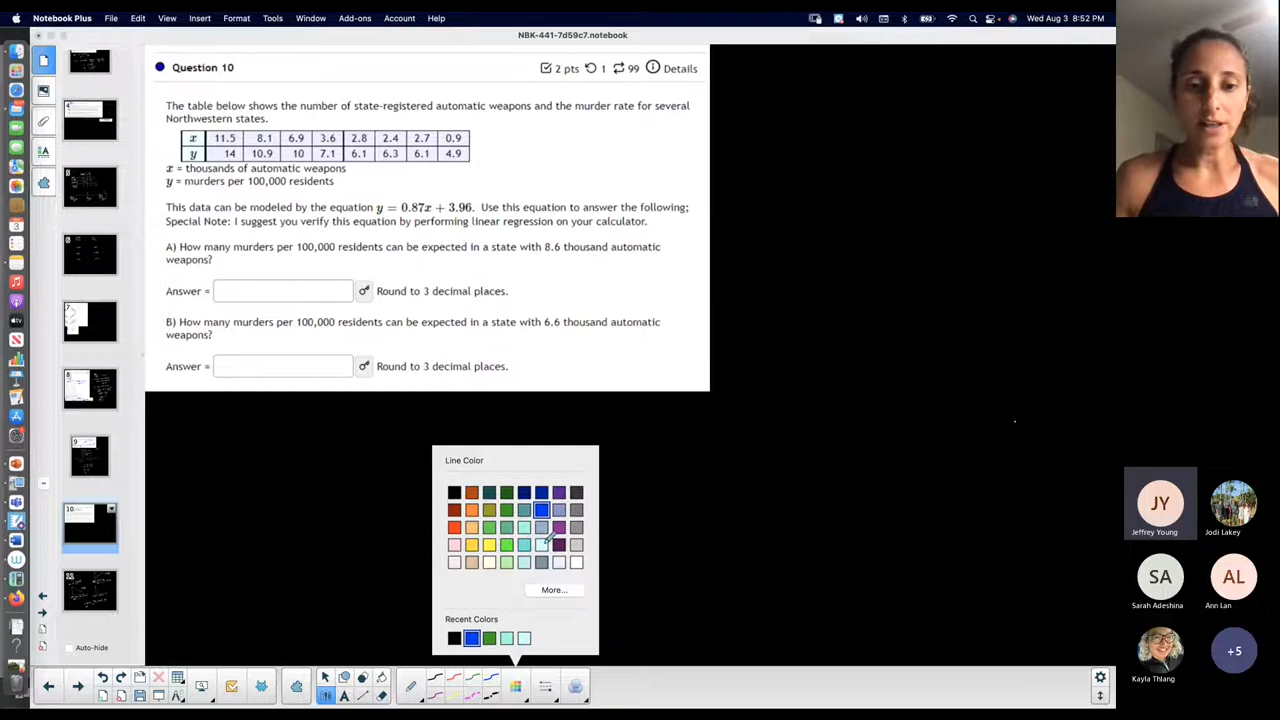 Notebook Plus File Edit View Insert Format Tools Window Add-ons Account Help
Wed Aug 3 8:52 PM
NBK-441-7d59c7.notebook
Question 10
2 pts 1 99 Details
The table below shows the number of state-registered automatic weapons and the murder rate for several
Northwestern states.
x 11.5 8.1 6.9 3.6 2.8 2.4 2.7 0.9
y 14 10.9 10 7.1 6.1 6.3 6.1 4.9
x = thousands of automatic weapons
y = murders per 100,000 residents
This data can be modeled by the equation y = 0.87x + 3.96. Use this equation to answer the following;
Special Note: I suggest you verify this equation by performing linear regression on your calculator.
A) How many murders per 100,000 residents can be expected in a state with 8.6 thousand automatic
weapons?
Answer =
Round to 3 decimal places.
B) How many murders per 100,000 residents can be expected in a state with 6.6 thousand automatic
weapons?
Answer =
Round to 3 decimal places.
Line Color
More...
Recent Colors
4
6
7
8
9
10
Auto-hide
JY
Jeffrey Young
Jodi Lakey
SA
Sarah Adeshina
AL
Ann Lan
Kayla Thlang
+5